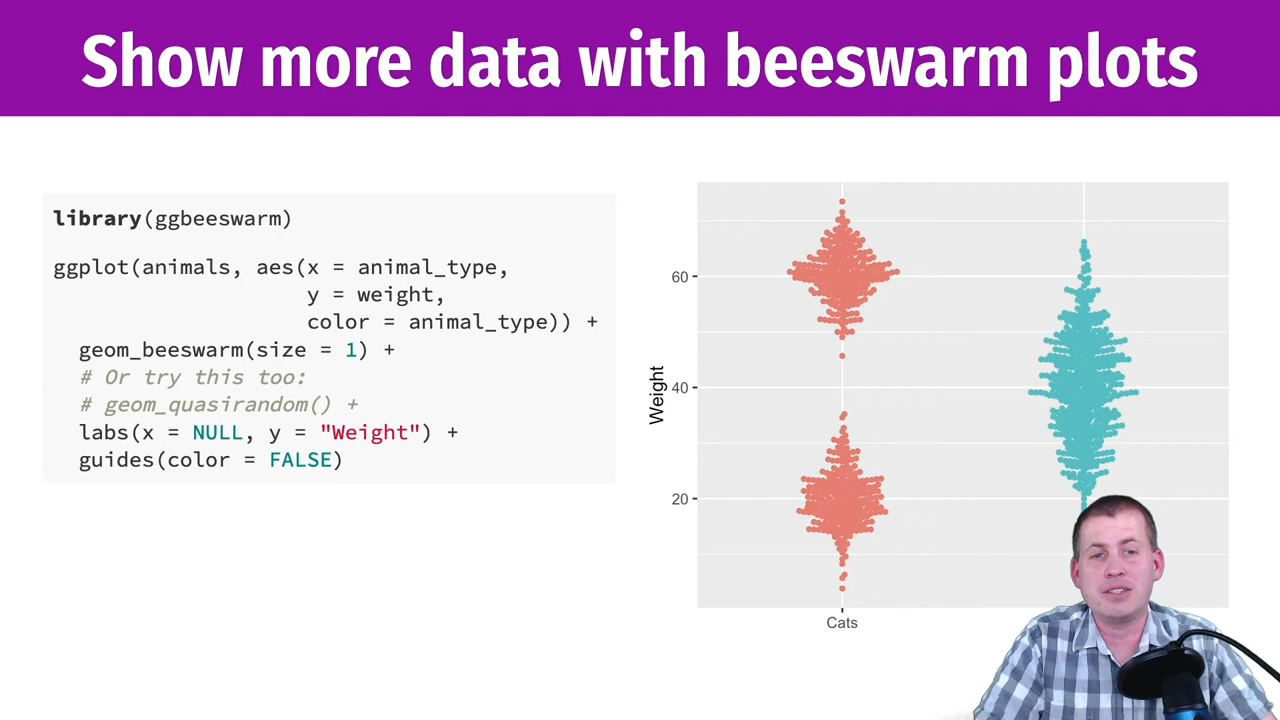 Show more data with beeswarm plots
library(ggbeeswarm)
ggplot(animals, aes(x = animal_type,
y = weight,
color = animal_type)) +
geom_beeswarm(size = 1) +
# Or try this too:
# geom_quasirandom() +
labs(x = NULL, y = "Weight") +
guides(color = FALSE)
Weight
60
40
20
Cats